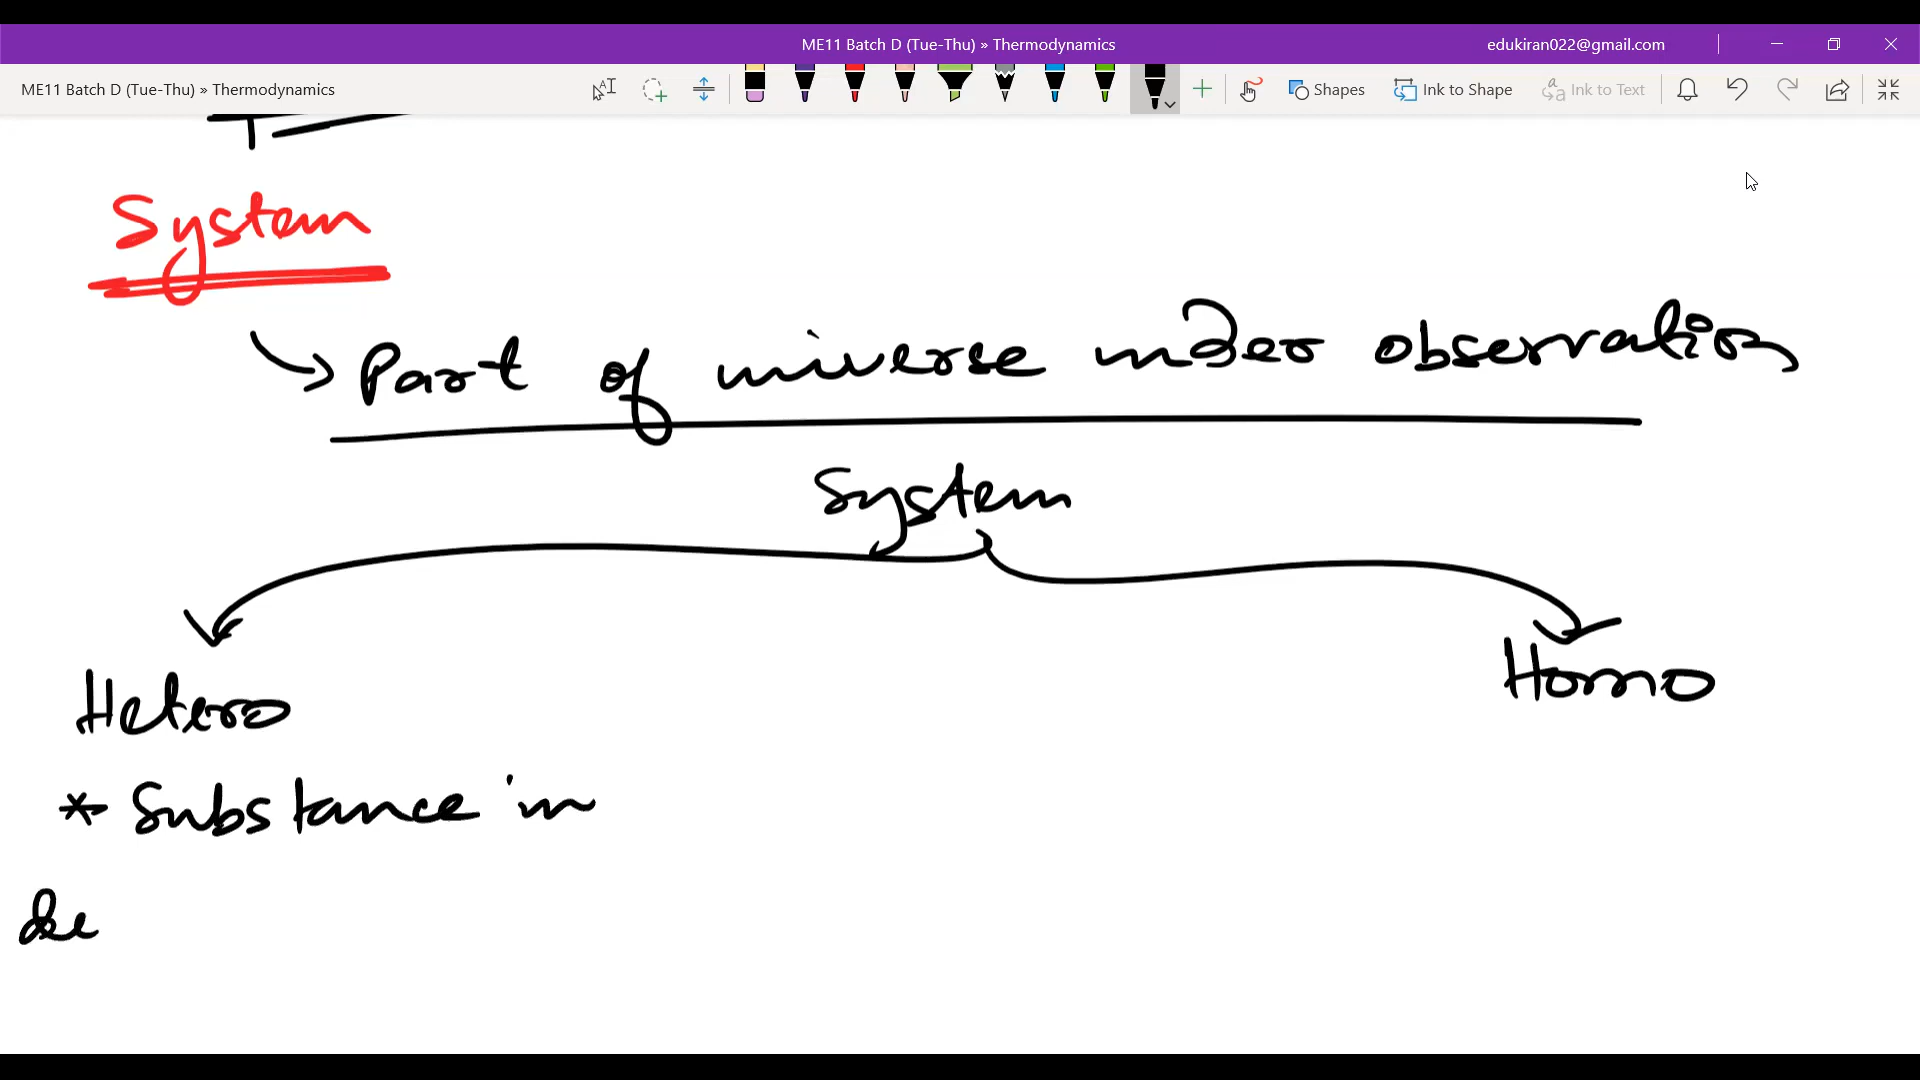 ME11 Batch D (Tue-Thu) » Thermodynamics
edukiran022@gmail.com
ME11 Batch D (Tue-Thu) » Thermodynamics
Shapes
Ink to Shape
Ink to Text
System
Part of universe under observation
System
Hetero
Homo
* Substance in